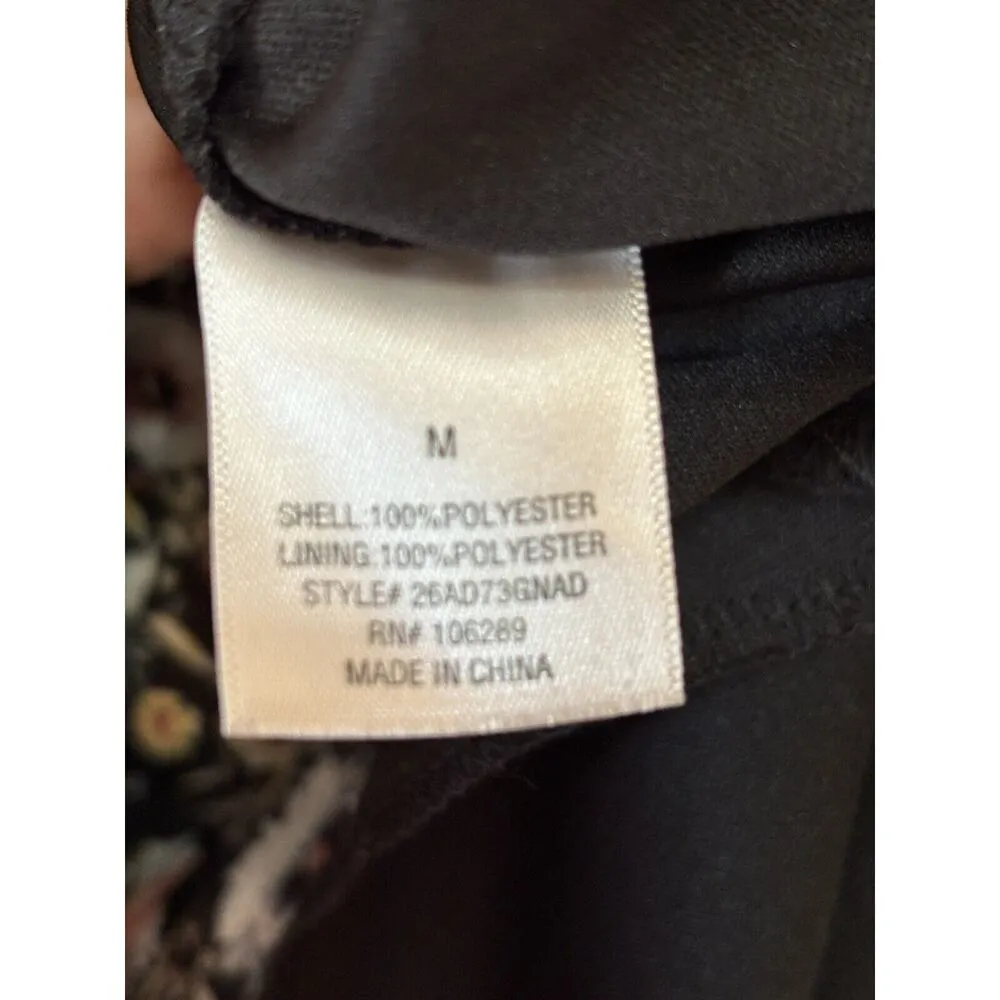 M
SHELL:100%POLYESTER
LINING:100%POLYESTER
STYLE# 26AD73GNAD
RN# 106289
MADE IN CHINA